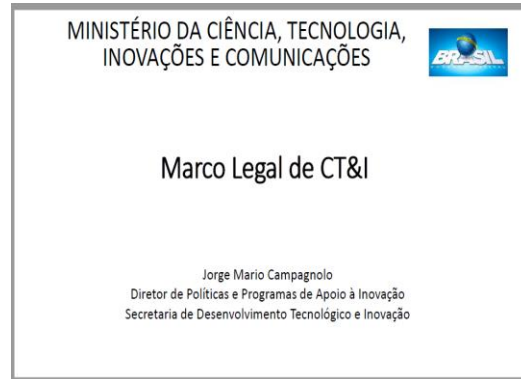 MINISTÉRIO DA CIÊNCIA, TECNOLOGIA,
INOVAÇÕES E COMUNICAÇÕES
BRASIL
Marco Legal de CT&I
Jorge Mario Campagnolo
Diretor de Políticas e Programas de Apoio à Inovação
Secretaria de Desenvolvimento Tecnológico e Inovação